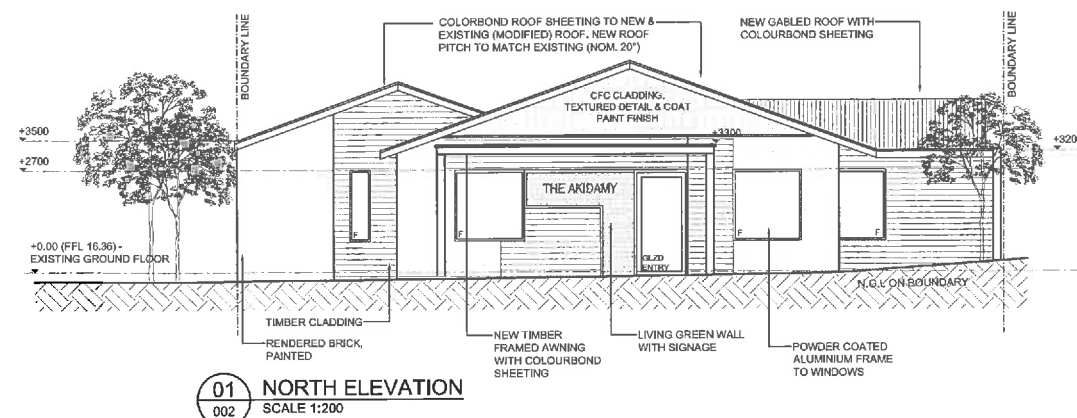 COLORBOND ROOF SHEETING TO NEW &
EXISTING (MODIFIED) ROOF. NEW ROOF
PITCH TO MATCH EXISTING (NOM. 20°)
NEW GABLED ROOF WITH
COLOURBOND SHEETING
BOUNDARY LINE
BOUNDARY LINE
CFC CLADDING.
TEXTURED DETAIL & COAT
PAINT FINISH
+3500
+3300
+320
+2700
THE AKIDAMY
F
F
F
F
GLZD
ENTRY
+0.00 (FFL 16.36) -
EXISTING GROUND FLOOR
N.G.L ON BOUNDARY
TIMBER CLADDING
RENDERED BRICK,
PAINTED
NEW TIMBER
FRAMED AWNING
WITH COLOURBOND
SHEETING
LIVING GREEN WALL
WITH SIGNAGE
POWDER COATED
ALUMINIUM FRAME
TO WINDOWS
01
002
NORTH ELEVATION
SCALE 1:200